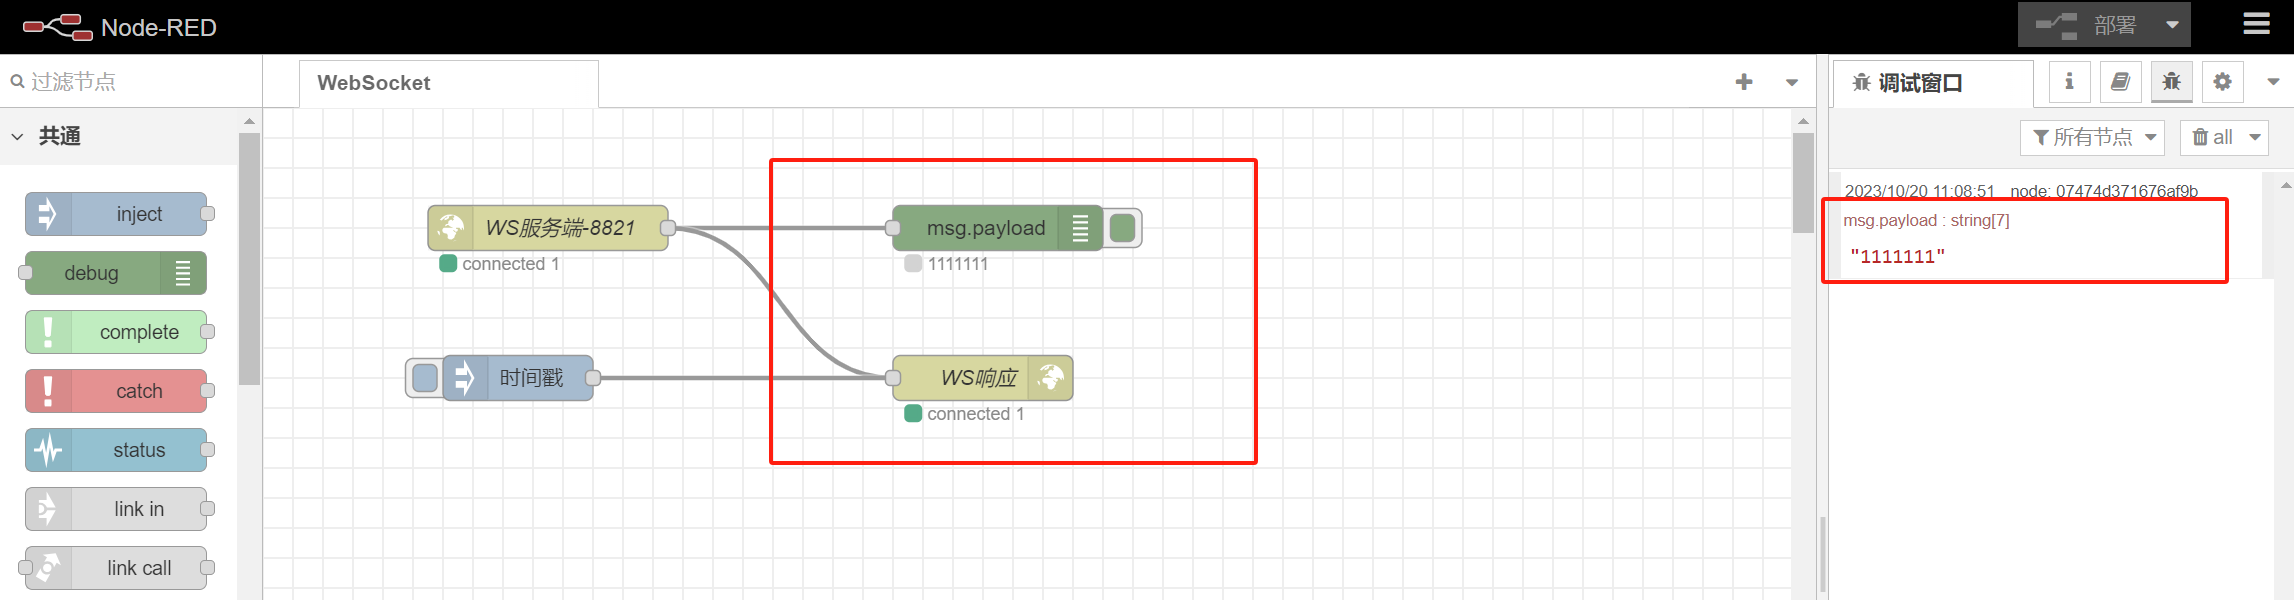 Node-RED
部署
过滤节点
WebSocket
调试窗口
共通
所有节点
all
inject
debug
complete
catch
status
link in
link call
WS服务端-8821
connected 1
msg.payload
1111111
时间戳
WS响应
connected 1
2023/10/20 11:08:51 node: 07474d371676af9b
msg.payload : string[7]
"1111111"